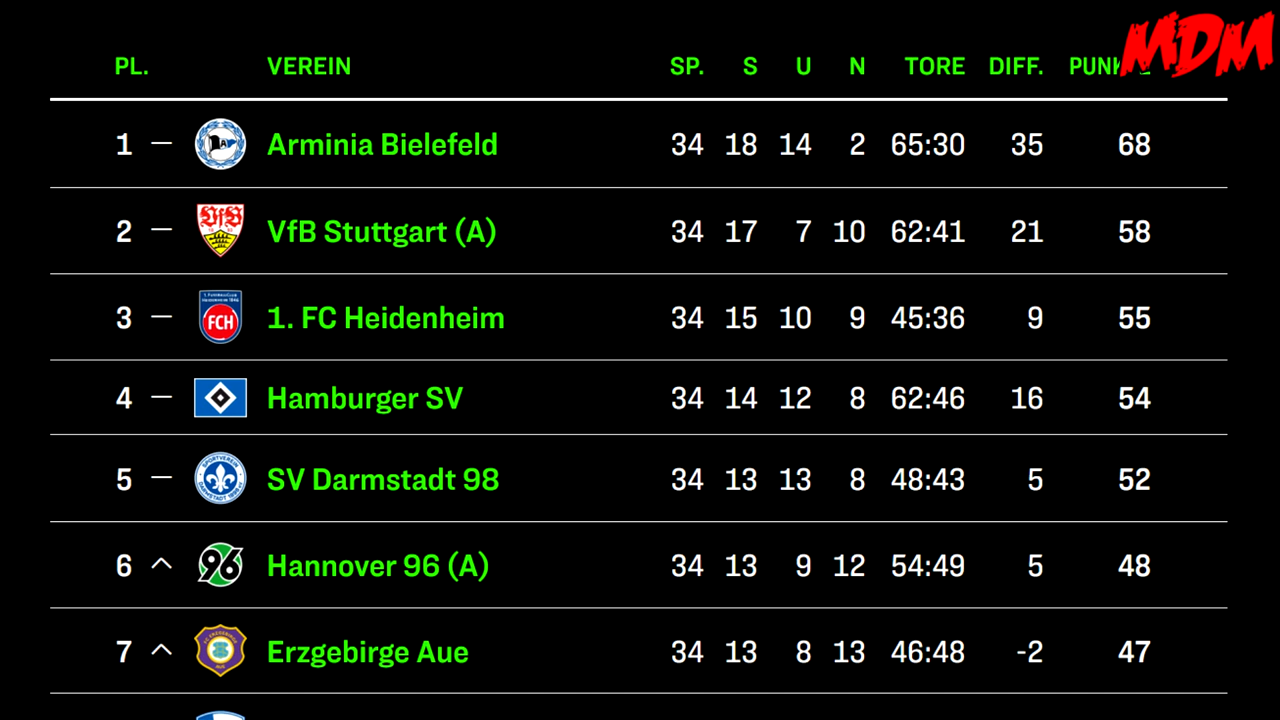 MDM
PL. VEREIN SP. S U N TORE DIFF. PUNK
1 — Arminia Bielefeld 34 18 14 2 65:30 35 68
2 — VfB Stuttgart (A) 34 17 7 10 62:41 21 58
3 — FCH 1. FC Heidenheim 34 15 10 9 45:36 9 55
4 — Hamburger SV 34 14 12 8 62:46 16 54
5 — SV Darmstadt 98 34 13 13 8 48:43 5 52
6 96 Hannover 96 (A) 34 13 9 12 54:49 5 48
7 Erzgebirge Aue 34 13 8 13 46:48 -2 47